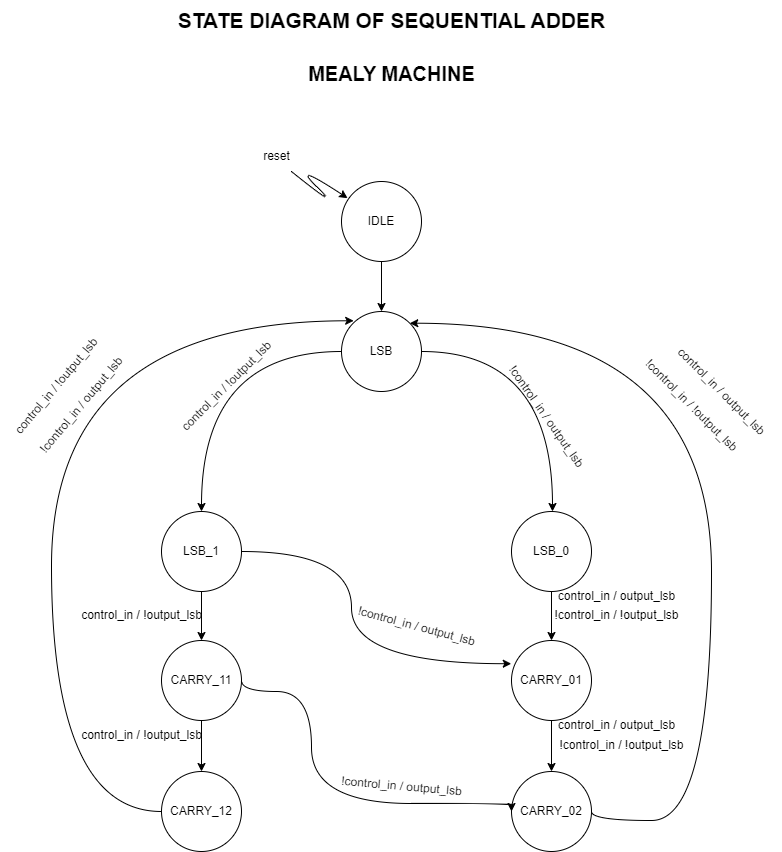 STATE DIAGRAM OF SEQUENTIAL ADDER
MEALY MACHINE
reset
IDLE
LSB
control_in / !output_lsb
!control_in / output_lsb
control_in / !output_lsb
!control_in / output_lsb
control_in / output_lsb
!control_in / !output_lsb
LSB_1
LSB_0
control_in / !output_lsb
!control_in / output_lsb
control_in / output_lsb
!control_in / !output_lsb
CARRY_11
CARRY_01
control_in / !output_lsb
!control_in / output_lsb
control_in / output_lsb
!control_in / !output_lsb
CARRY_12
CARRY_02